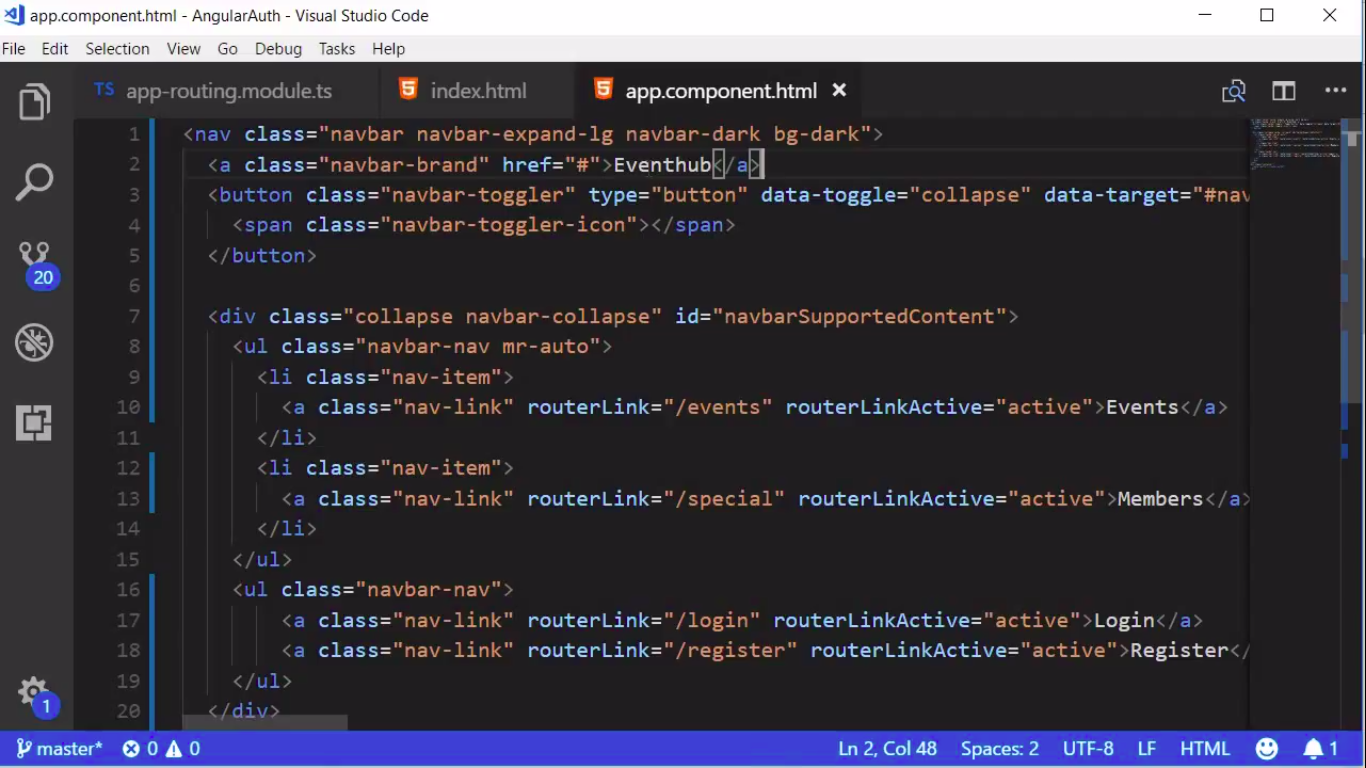 app.component.html - AngularAuth - Visual Studio Code
File Edit Selection View Go Debug Tasks Help
TS app-routing.module.ts index.html app.component.html
1 <nav class="navbar navbar-expand-lg navbar-dark bg-dark">
2 <a class="navbar-brand" href="#">Eventhub</a>
3 <button class="navbar-toggler" type="button" data-toggle="collapse" data-target="#nav
4 <span class="navbar-toggler-icon"></span>
5 </button>
6
7 <div class="collapse navbar-collapse" id="navbarSupportedContent">
8 <ul class="navbar-nav mr-auto">
9 <li class="nav-item">
10 <a class="nav-link" routerLink="/events" routerLinkActive="active">Events</a>
11 </li>
12 <li class="nav-item">
13 <a class="nav-link" routerLink="/special" routerLinkActive="active">Members</a>
14 </li>
15 </ul>
16 <ul class="navbar-nav">
17 <a class="nav-link" routerLink="/login" routerLinkActive="active">Login</a>
18 <a class="nav-link" routerLink="/register" routerLinkActive="active">Register</
19 </ul>
20 </div>
20
1
master* 0 0 Ln 2, Col 48 Spaces: 2 UTF-8 LF HTML 1